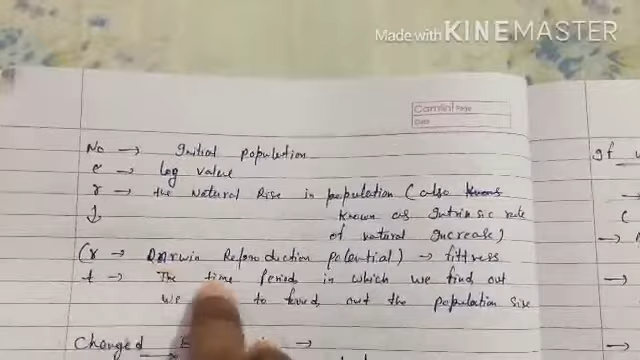 Made with KINEMASTER
Camlin Page
Date
No → Initial population
e → log value
r → the Natural Rise in population (also
known as Intrinsic rate
of natural increase)
(r → Darwin Reproduction potential) → fittness
t → The time period in which we find out
we to out the population size
Changed →
If